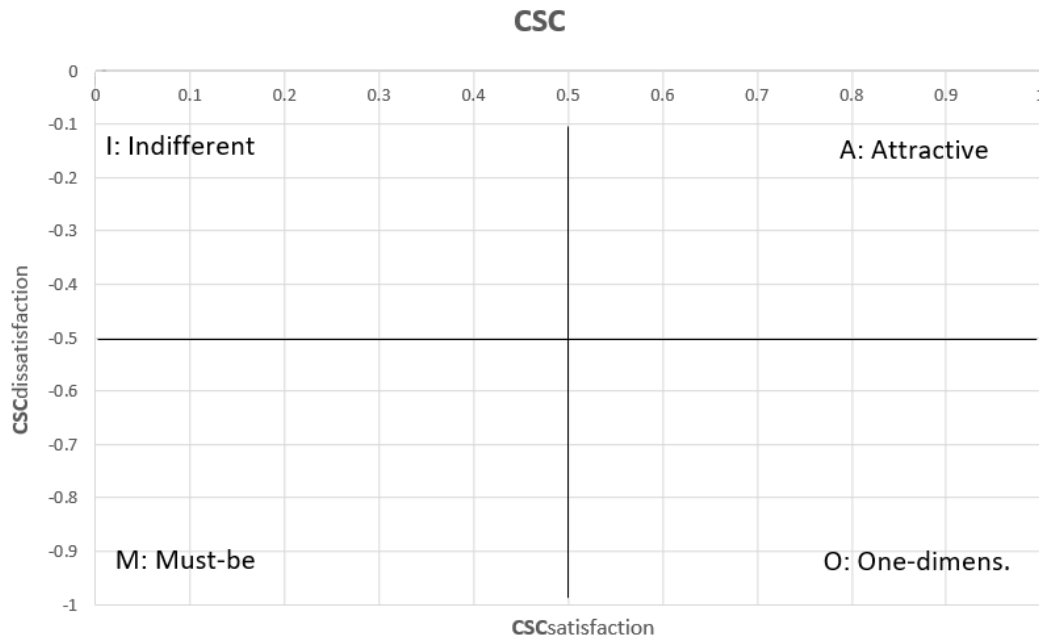 CSC
0
0 0.1 0.2 0.3 0.4 0.5 0.6 0.7 0.8 0.9 1
-0.1
I: Indifferent A: Attractive
-0.2
-0.3
-0.4
-0.5
-0.6
-0.7
-0.8
-0.9
M: Must-be O: One-dimens.
-1
CSCdissatisfaction
CSCsatisfaction